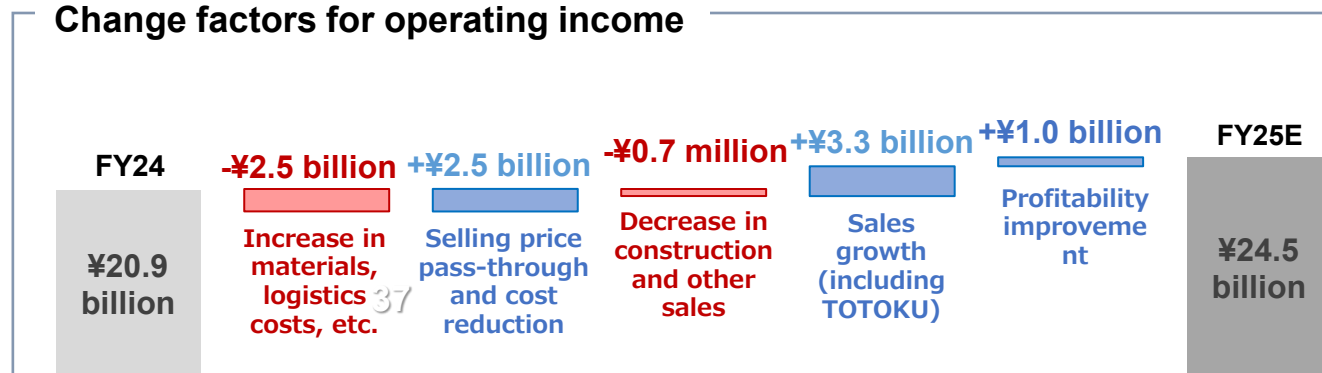 Change factors for operating income
FY24
¥20.9
billion
-¥2.5 billion
Increase in
materials,
logistics
costs, etc.
37
+¥2.5 billion
Selling price
pass-through
and cost
reduction
-¥0.7 million
Decrease in
construction
and other
sales
+¥3.3 billion
Sales
growth
(including
TOTOKU)
+¥1.0 billion
Profitability
improveme
nt
FY25E
¥24.5
billion